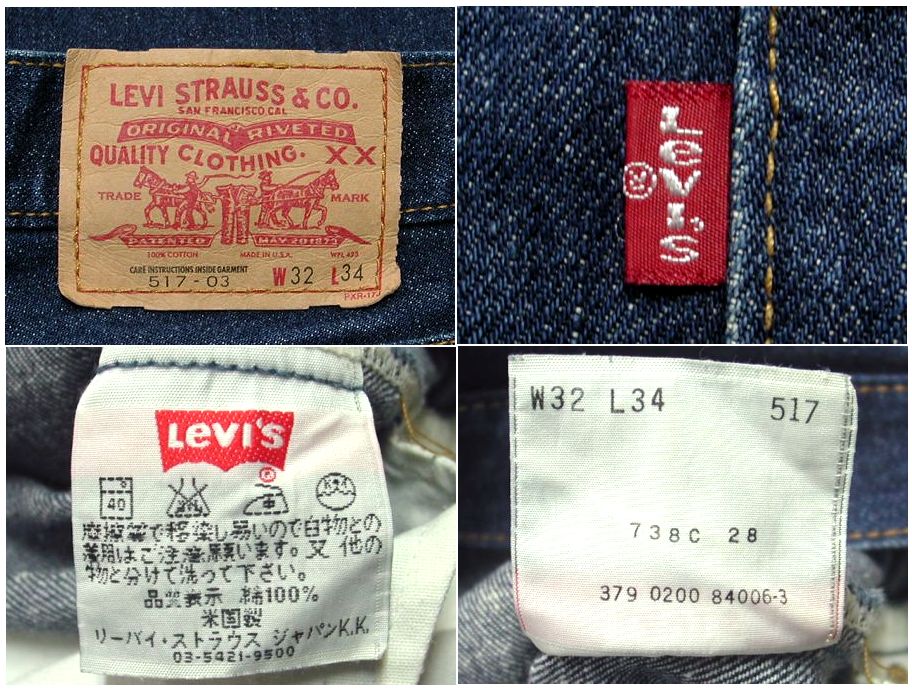 LEVI STRAUSS & CO.
SAN FRANCISCO CAL
ORIGINAL RIVETED
QUALITY CLOTHING. XX
TRADE MARK
PATENTED MAY 20 1873
100% COTTON MADE IN U.S.A. WPL 423
CARE INSTRUCTIONS INSIDE GARMENT
517-03 W32 L34
PXR-17-
LEVI'S
®
Levi's
®
40
摩擦等で移染し易いので白物との
着用はご注意願います。又 他の
物と分けて洗って下さい。
品質表示 綿100%
米国製
リーバイ・ストラウス ジャパンK.K.
03-5421-9500
W32 L34 517
738C 28
379 0200 84006-3